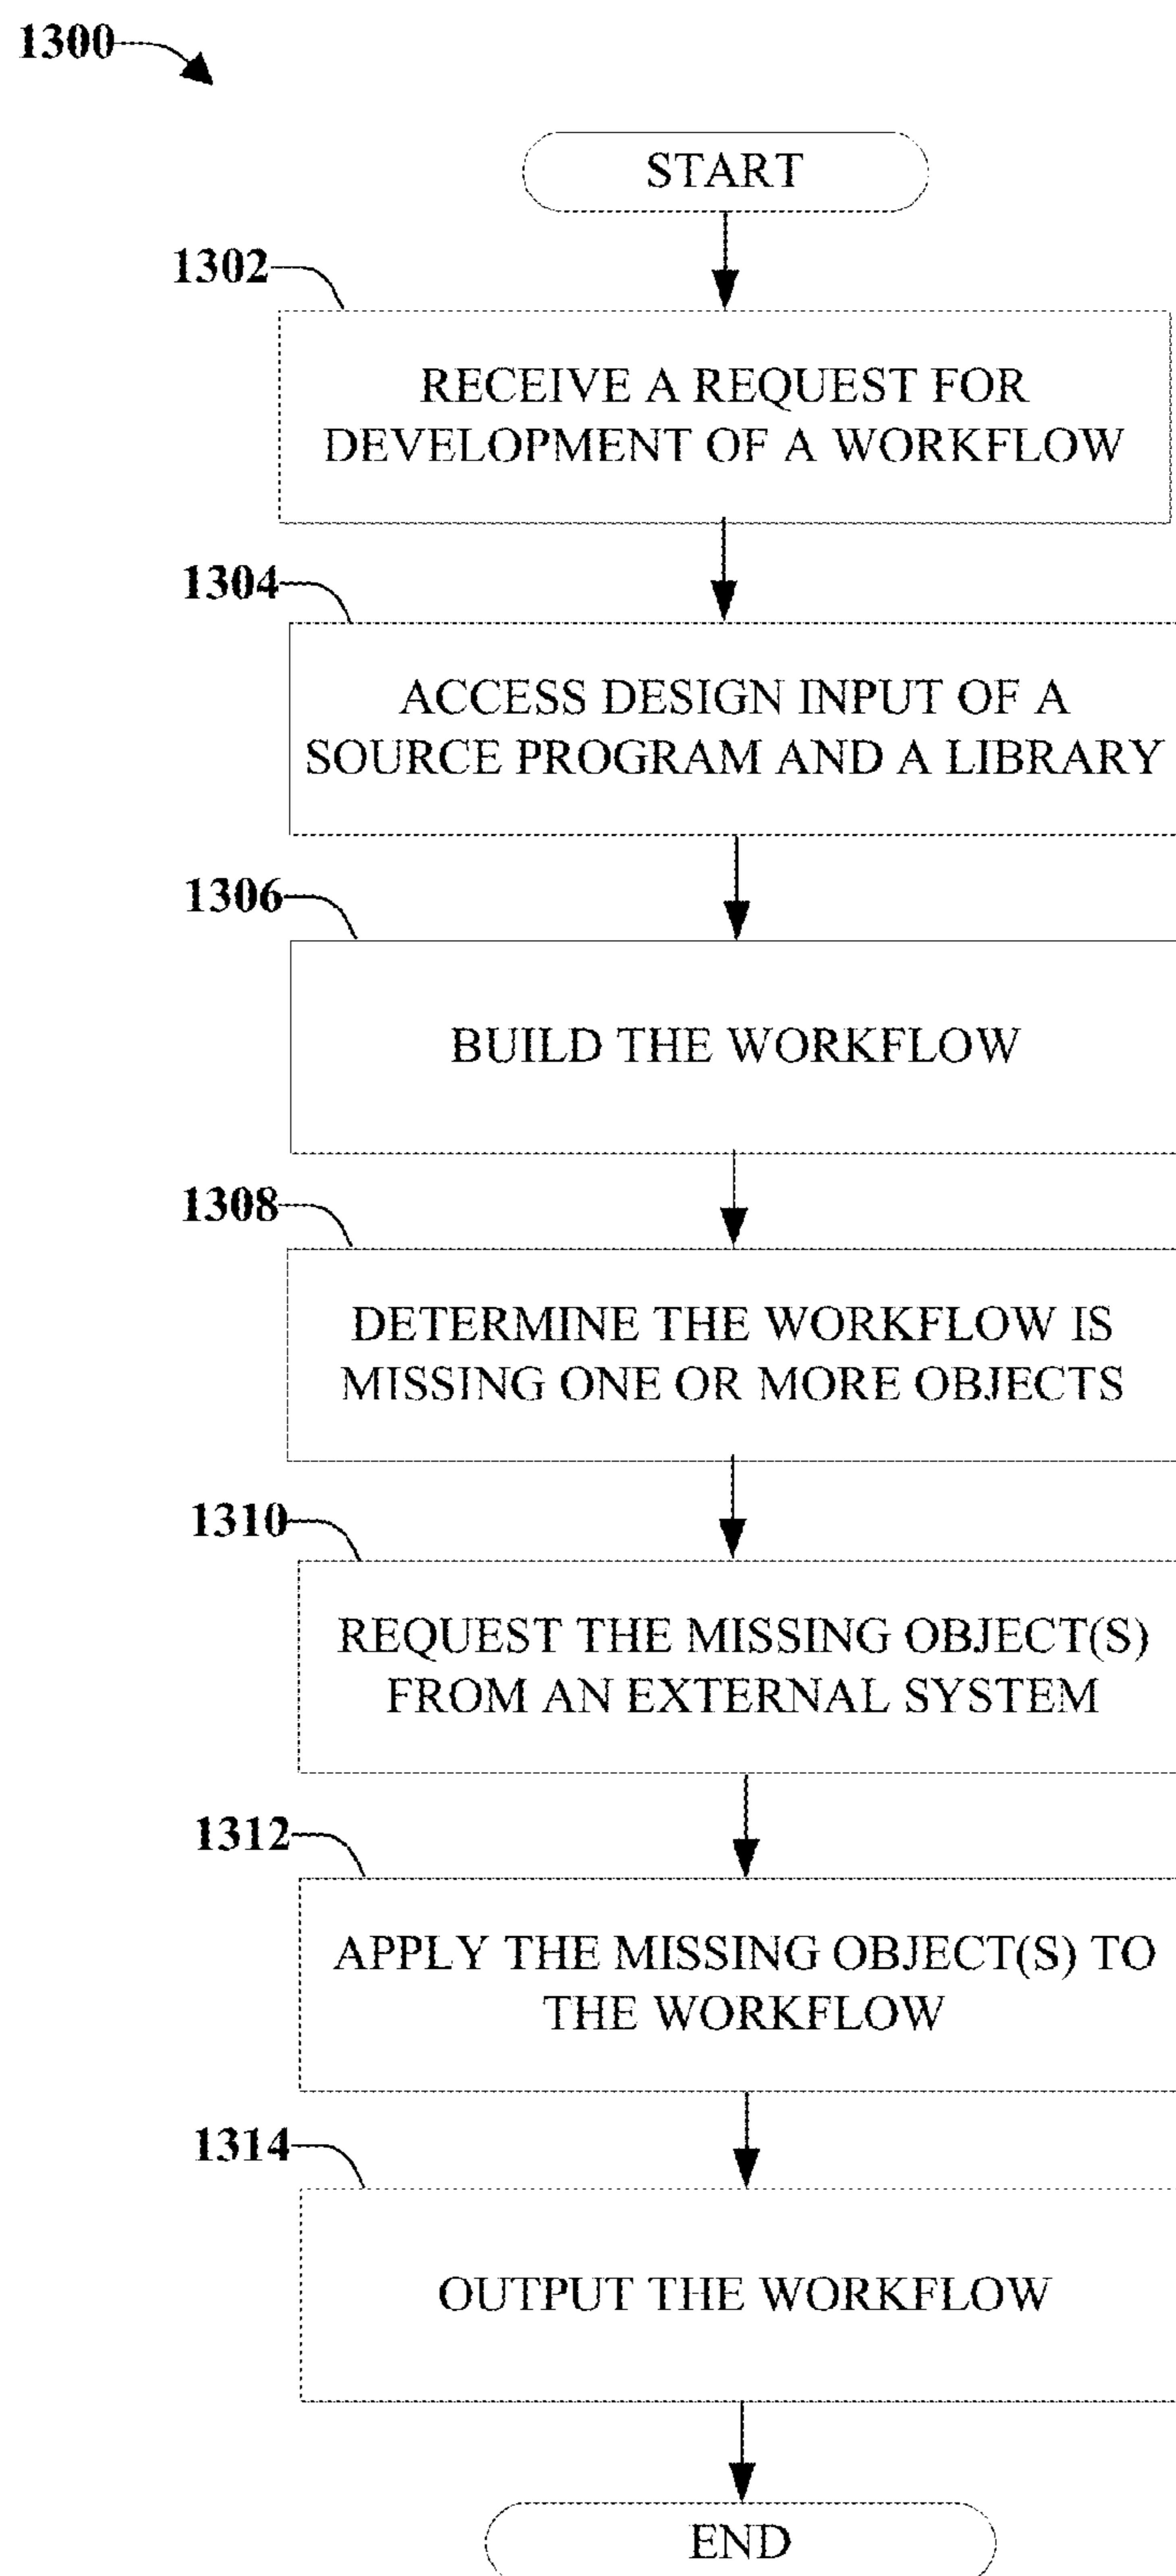 1300
START
1302
RECEIVE A REQUEST FOR
DEVELOPMENT OF A WORKFLOW
1304
ACCESS DESIGN INPUT OF A
SOURCE PROGRAM AND A LIBRARY
1306
BUILD THE WORKFLOW
1308
DETERMINE THE WORKFLOW IS
MISSING ONE OR MORE OBJECTS
1310
REQUEST THE MISSING OBJECT(S)
FROM AN EXTERNAL SYSTEM
1312
APPLY THE MISSING OBJECT(S) TO
THE WORKFLOW
1314
OUTPUT THE WORKFLOW
END